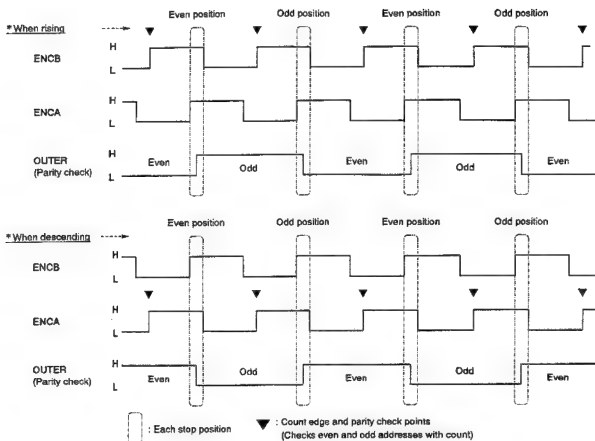 Even position Odd position Even position Odd position
* When rising
ENCB H L
ENCA H L
OUTER (Parity check) H L Even Odd Even Odd Even
Even position Odd position Even position Odd position
* When descending
ENCB H L
ENCA H L
OUTER (Parity check) H L Even Odd Even Odd Even
: Each stop position
: Count edge and parity check points
(Checks even and odd addresses with count)